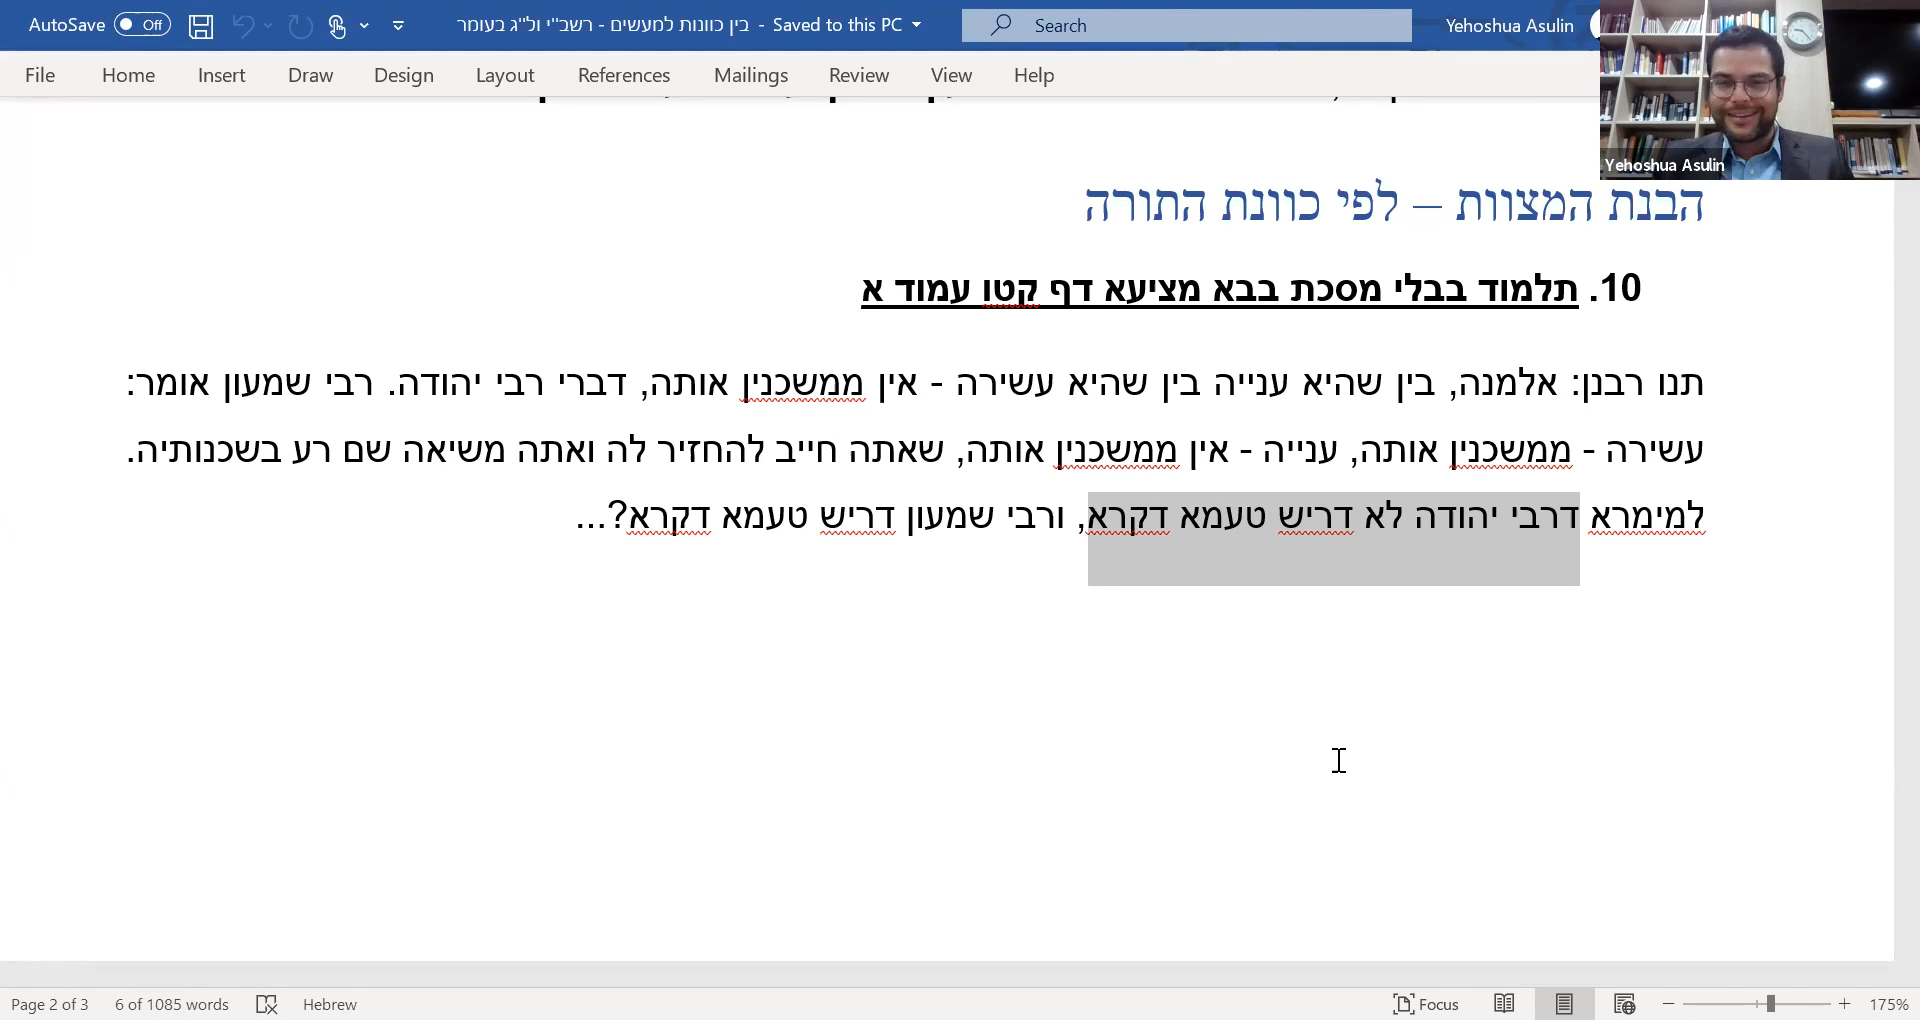 AutoSave Off בין כוונות למעשים - רשב"י ול"ג בעומר - Saved to this PC Search Yehoshua Asulin
File Home Insert Draw Design Layout References Mailings Review View Help
Yehoshua Asulin
הבנת המצוות – לפי כוונת התורה
10. תלמוד בבלי מסכת בבא מציעא דף קטו עמוד א
תנו רבנן: אלמנה, בין שהיא ענייה בין שהיא עשירה - אין ממשכנין אותה, דברי רבי יהודה. רבי שמעון אומר:
עשירה - ממשכנין אותה, ענייה - אין ממשכנין אותה, שאתה חייב להחזיר לה ואתה משיאה שם רע בשכנותיה.
למימרא דרבי יהודה לא דריש טעמא דקרא, ורבי שמעון דריש טעמא דקרא?...
Page 2 of 3 6 of 1085 words Hebrew Focus 175%